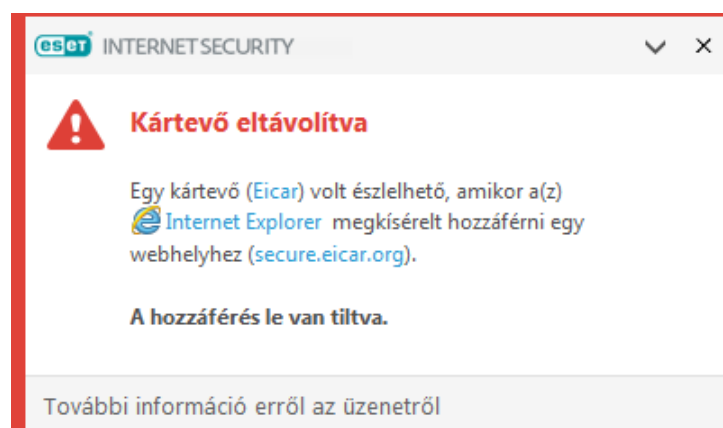 eset INTERNET SECURITY
Kártevő eltávolítva
Egy kártevő (Eicar) volt észlelhető, amikor a(z)
Internet Explorer megkísérelt hozzáférni egy
webhelyhez (secure.eicar.org).
A hozzáférés le van tiltva.
További információ erről az üzenetről